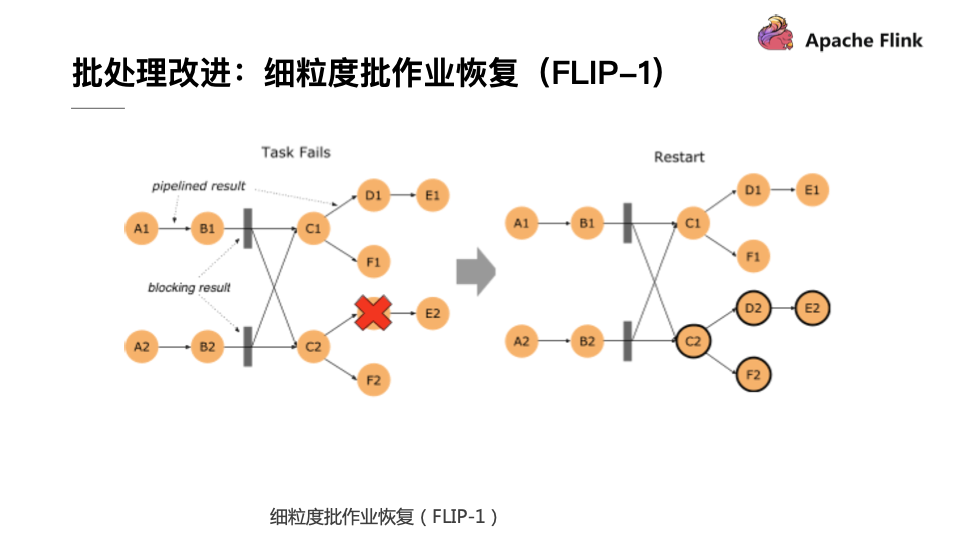 Apache Flink
批处理改进：细粒度批作业恢复（FLIP–1）
Task Fails
Restart
pipelined result
D1
E1
A1
B1
C1
F1
blocking result
E2
A2
B2
C2
F2
D1
E1
A1
B1
C1
F1
D2
E2
A2
B2
C2
F2
细粒度批作业恢复（FLIP-1）